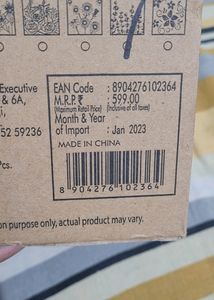 Executive
& 6A,
i,
52 59236
Pcs.
EAN Code : 8904276102364
M.R.P. ₹ : 599.00
(Maximum Retail Price) (Inclusive of all taxes)
Month & Year
of Import : Jan 2023
MADE IN CHINA
8 904276 102364
on purpose only, actual product may vary.